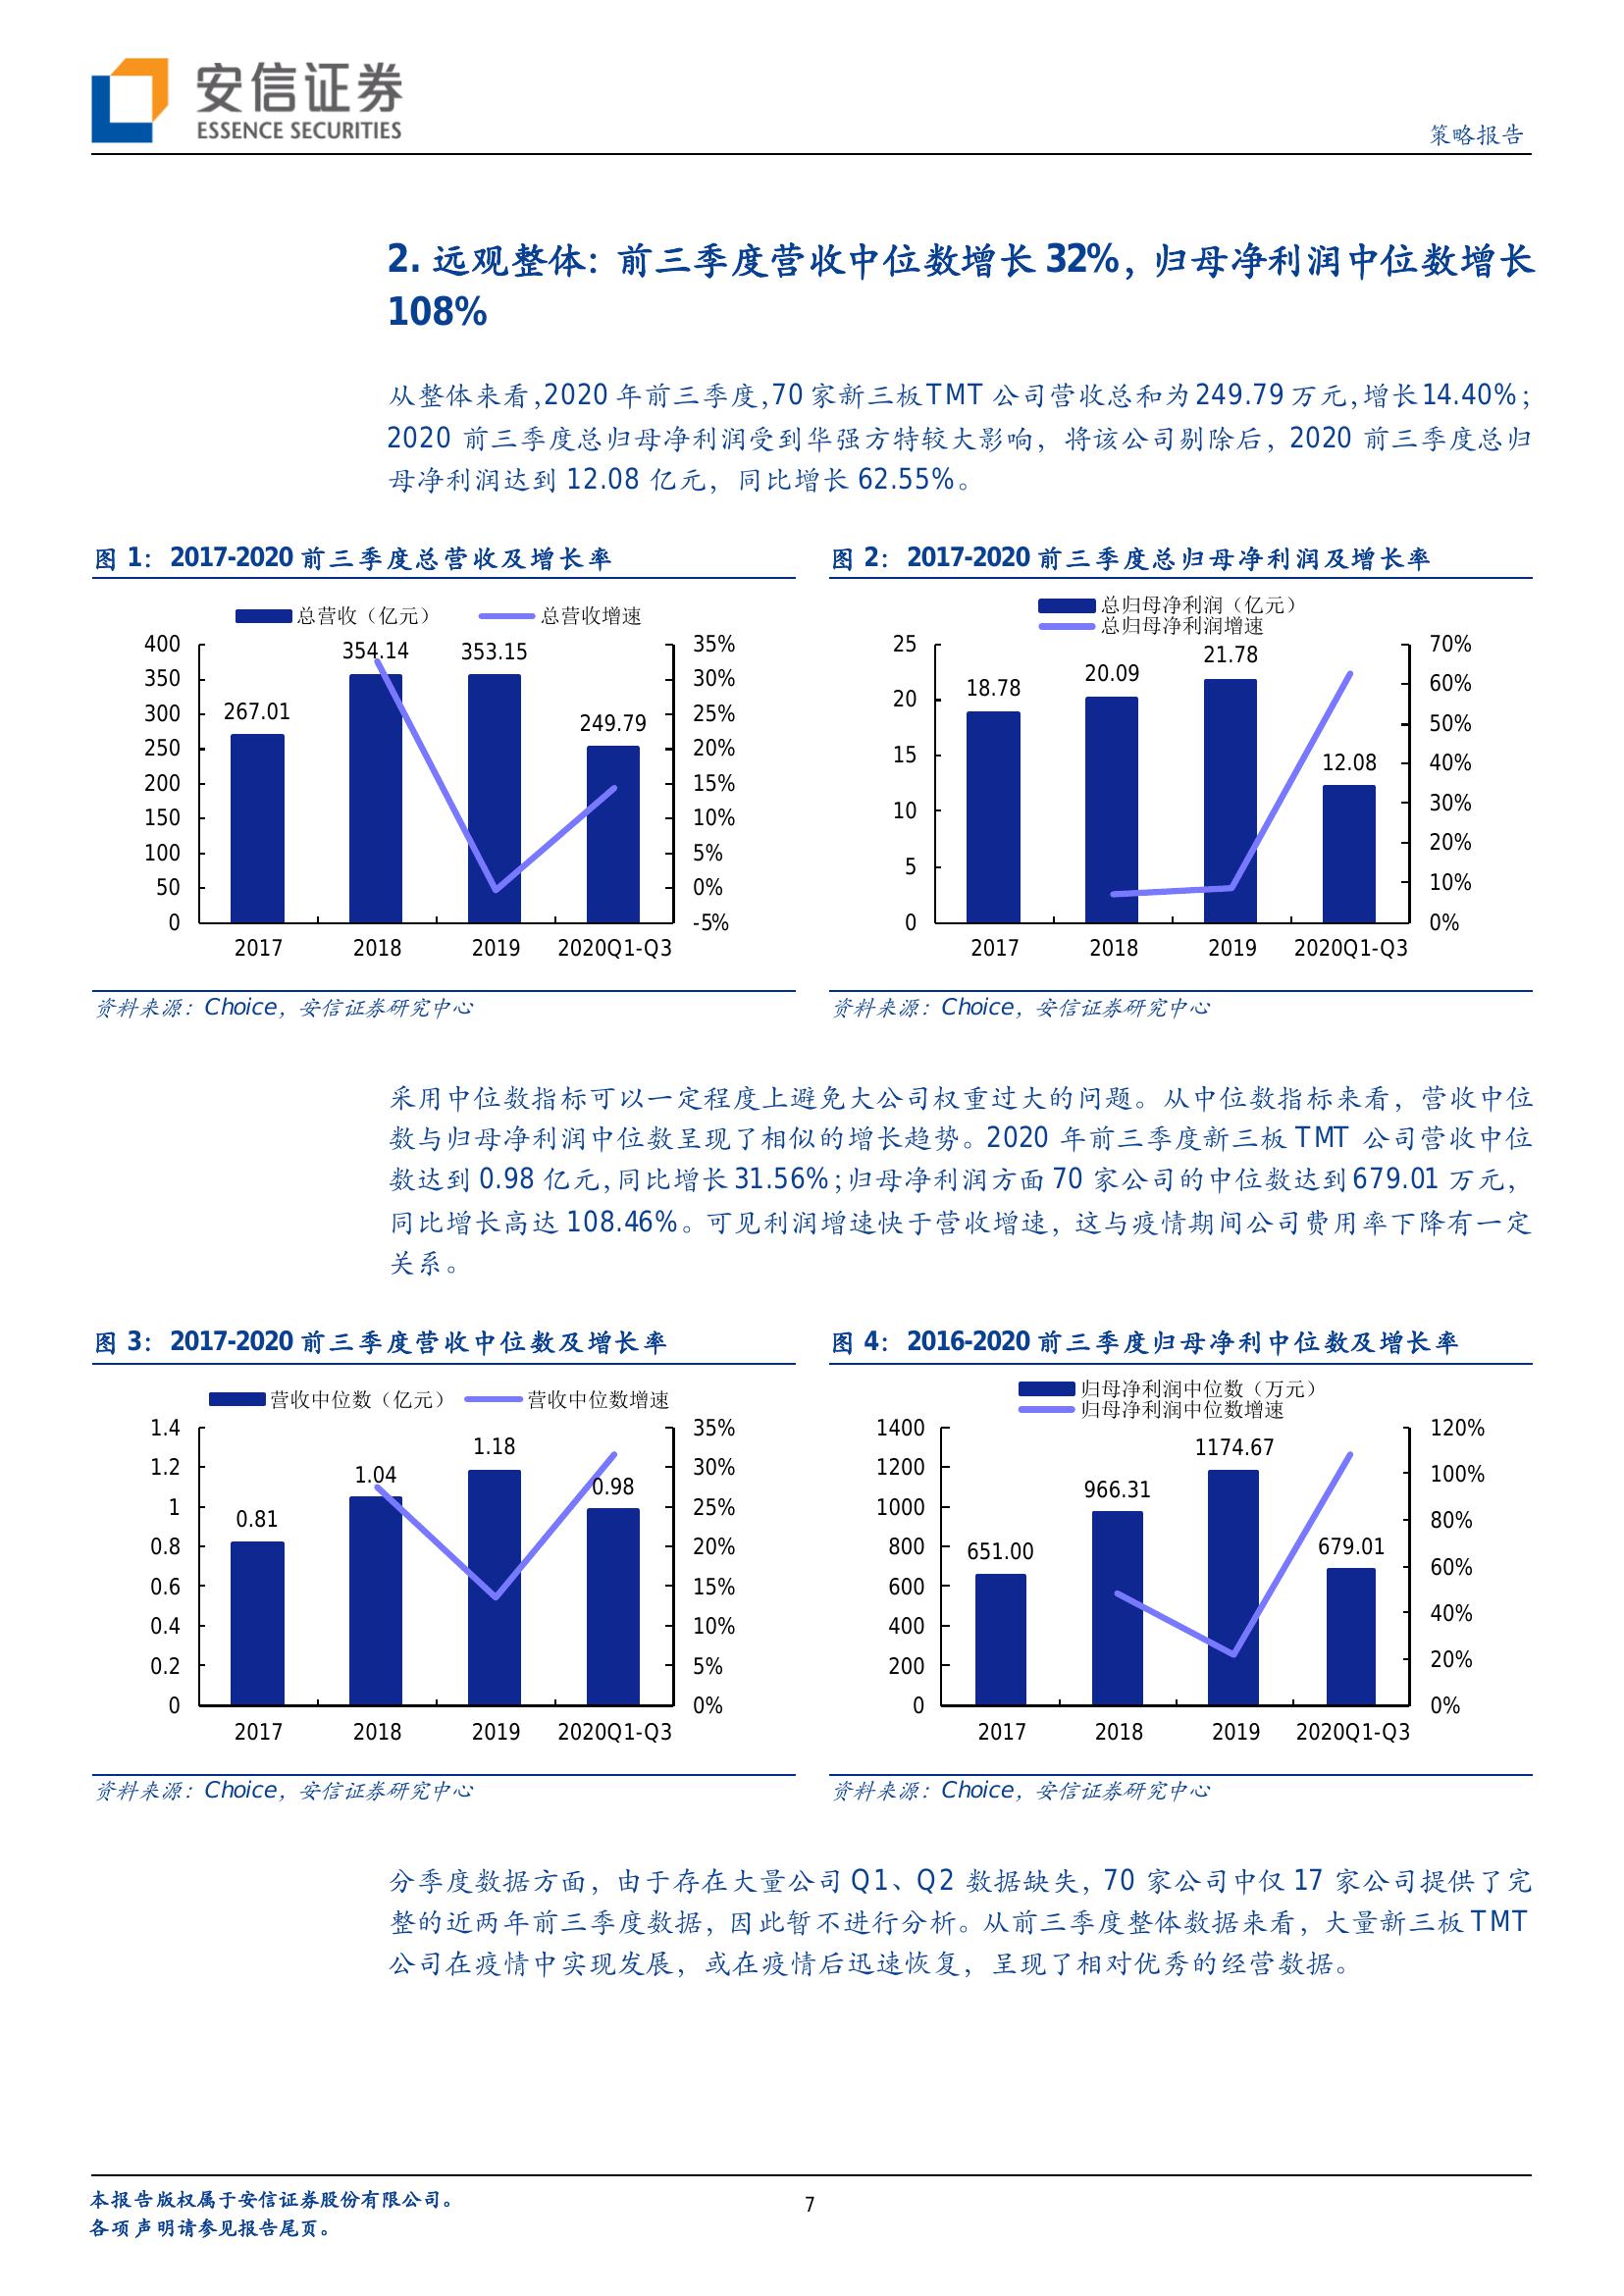 安信证券
ESSENCE SECURITIES
策略报告
2. 远观整体：前三季度营收中位数增长 32%，归母净利润中位数增长
108%
从整体来看，2020 年前三季度，70 家新三板 TMT 公司营收总和为 249.79 万元，增长 14.40%；
2020 前三季度总归母净利润受到华强方特较大影响，将该公司剔除后，2020 前三季度总归
母净利润达到 12.08 亿元，同比增长 62.55%。
图 1：2017-2020 前三季度总营收及增长率
总营收（亿元） 总营收增速
400 350 300 250 200 150 100 50 0
267.01 354.14 353.15 249.79
35% 30% 25% 20% 15% 10% 5% 0% -5%
2017 2018 2019 2020Q1-Q3
资料来源：Choice，安信证券研究中心
图 2：2017-2020 前三季度总归母净利润及增长率
总归母净利润（亿元）
总归母净利润增速
25 20 15 10 5 0
18.78 20.09 21.78 12.08
70% 60% 50% 40% 30% 20% 10% 0%
2017 2018 2019 2020Q1-Q3
资料来源：Choice，安信证券研究中心
采用中位数指标可以一定程度上避免大公司权重过大的问题。从中位数指标来看，营收中位
数与归母净利润中位数呈现了相似的增长趋势。2020 年前三季度新三板 TMT 公司营收中位
数达到 0.98 亿元，同比增长 31.56%；归母净利润方面 70 家公司的中位数达到 679.01 万元，
同比增长高达 108.46%。可见利润增速快于营收增速，这与疫情期间公司费用率下降有一定
关系。
图 3：2017-2020 前三季度营收中位数及增长率
营收中位数（亿元） 营收中位数增速
1.4 1.2 1 0.8 0.6 0.4 0.2 0
0.81 1.04 1.18 0.98
35% 30% 25% 20% 15% 10% 5% 0%
2017 2018 2019 2020Q1-Q3
资料来源：Choice，安信证券研究中心
图 4：2016-2020 前三季度归母净利中位数及增长率
归母净利润中位数（万元）
归母净利润中位数增速
1400 1200 1000 800 600 400 200 0
651.00 966.31 1174.67 679.01
120% 100% 80% 60% 40% 20% 0%
2017 2018 2019 2020Q1-Q3
资料来源：Choice，安信证券研究中心
分季度数据方面，由于存在大量公司 Q1、Q2 数据缺失，70 家公司中仅 17 家公司提供了完
整的近两年前三季度数据，因此暂不进行分析。从前三季度整体数据来看，大量新三板 TMT
公司在疫情中实现发展，或在疫情后迅速恢复，呈现了相对优秀的经营数据。
本报告版权属于安信证券股份有限公司。
各项声明请参见报告尾页。
7